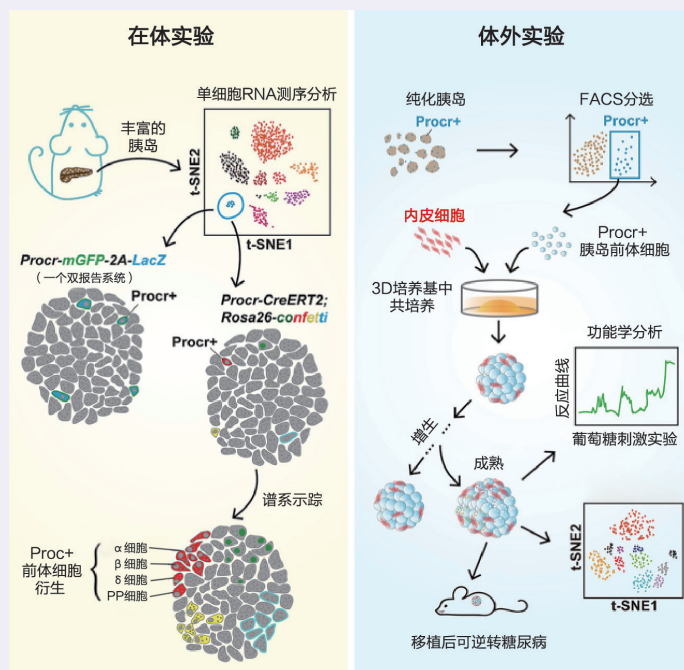 在体实验
单细胞RNA测序分析
丰富的
胰岛
t-SNE2
t-SNE1
Procr-mGFP-2A-LacZ
（一个双报告系统）
Procr+
Procr-CreERT2;
Rosa26-confetti
Procr+
谱系示踪
Proc+
前体细胞
衍生
α细胞
β细胞
δ细胞
PP细胞
体外实验
纯化胰岛
Procr+
FACS分选
Procr+
内皮细胞
Procr+
胰岛前体细胞
3D培养基中
共培养
功能学分析
反应曲线
葡萄糖刺激实验
增生
成熟
t-SNE2
t-SNE1
移植后可逆转糖尿病